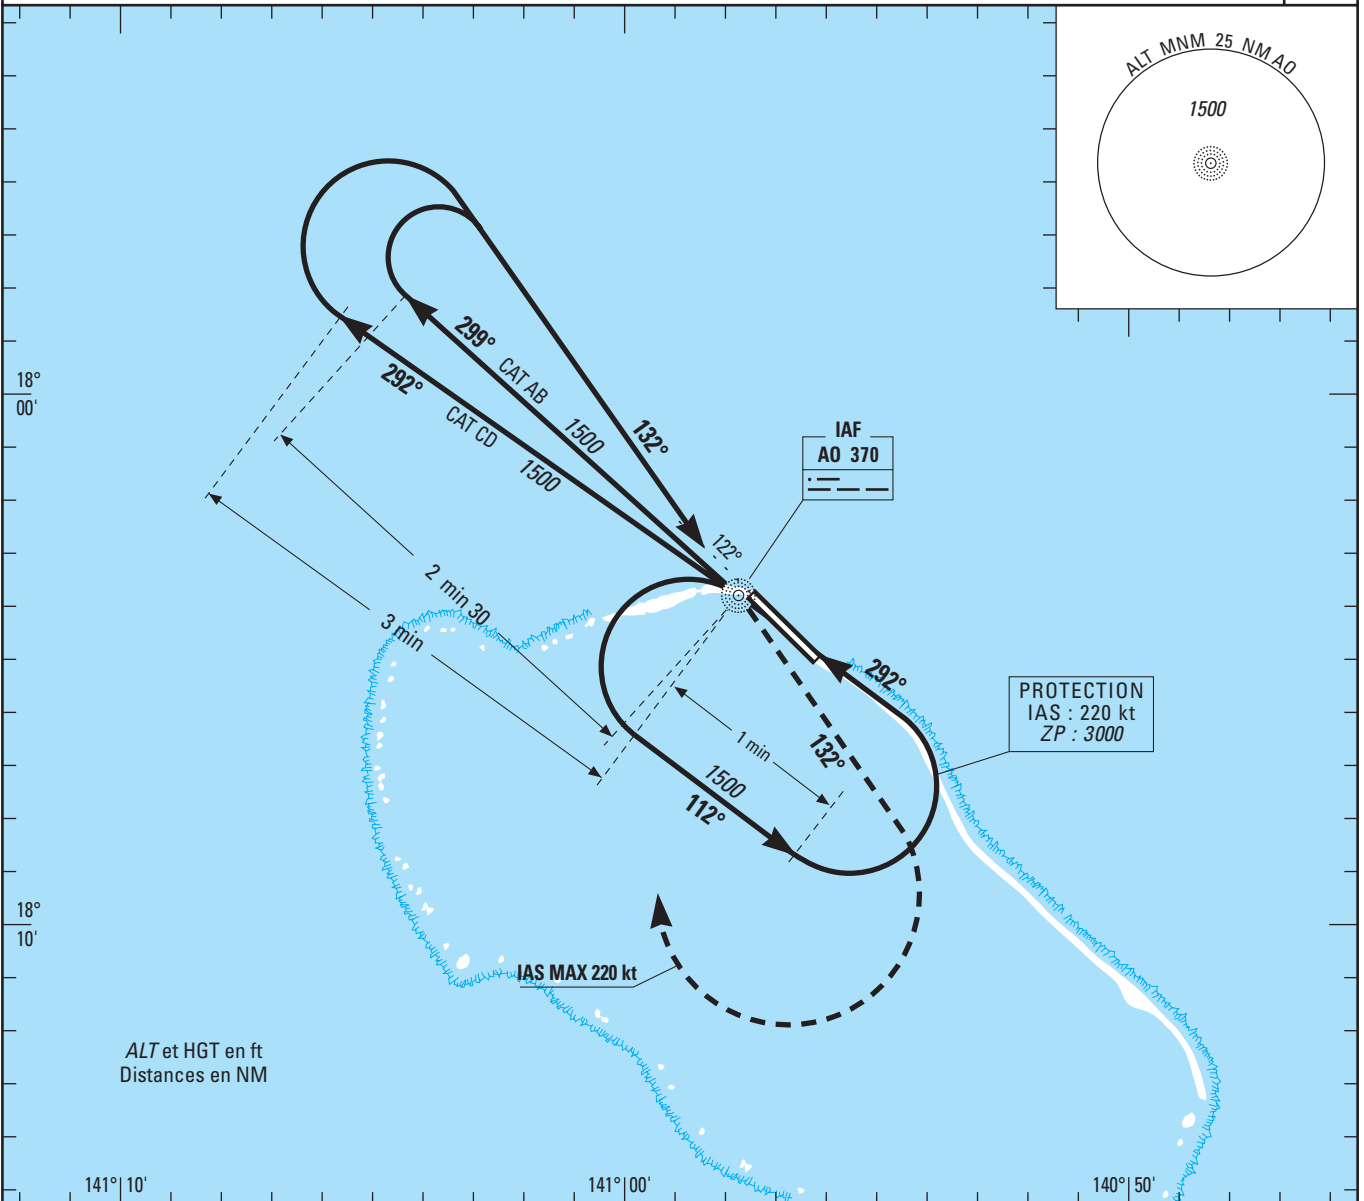 ALT MNM 25 NM AO
1500
299°
CAT AB
1500
292°
CAT CD
1500
132°
18°
00'
IAF
AO 370
122°
2 min 30
3 min
292°
PROTECTION
IAS : 220 kt
ZP : 3000
1 min
132°
1500
112°
18°
10'
IAS MAX 220 kt
ALT et HGT en ft
Distances en NM
141° 10'
141° 00'
140° 50'